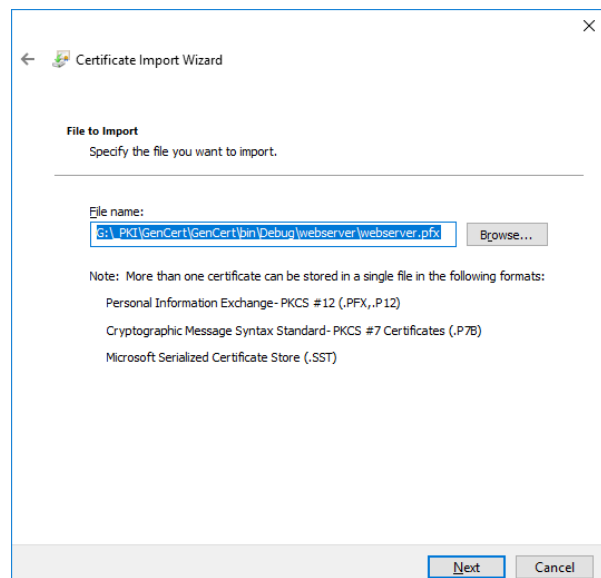 Certificate Import Wizard
File to Import
Specify the file you want to import.
File name:
G:\_PKI\GenCert\GenCert\bin\Debug\webserver\webserver.pfx
Browse...
Note: More than one certificate can be stored in a single file in the following formats:
Personal Information Exchange- PKCS #12 (.PFX,.P12)
Cryptographic Message Syntax Standard- PKCS #7 Certificates (.P7B)
Microsoft Serialized Certificate Store (.SST)
Next
Cancel